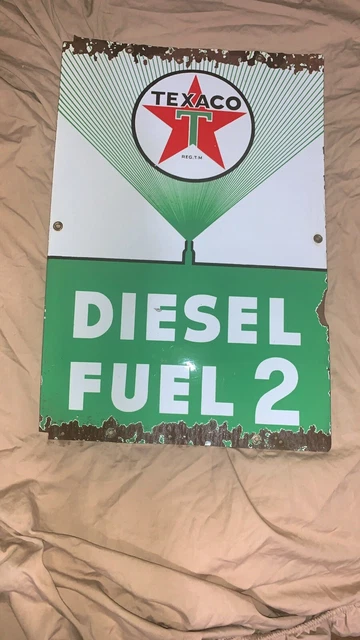 TEXACO
T
REG. T.M.
DIESEL
FUEL 2